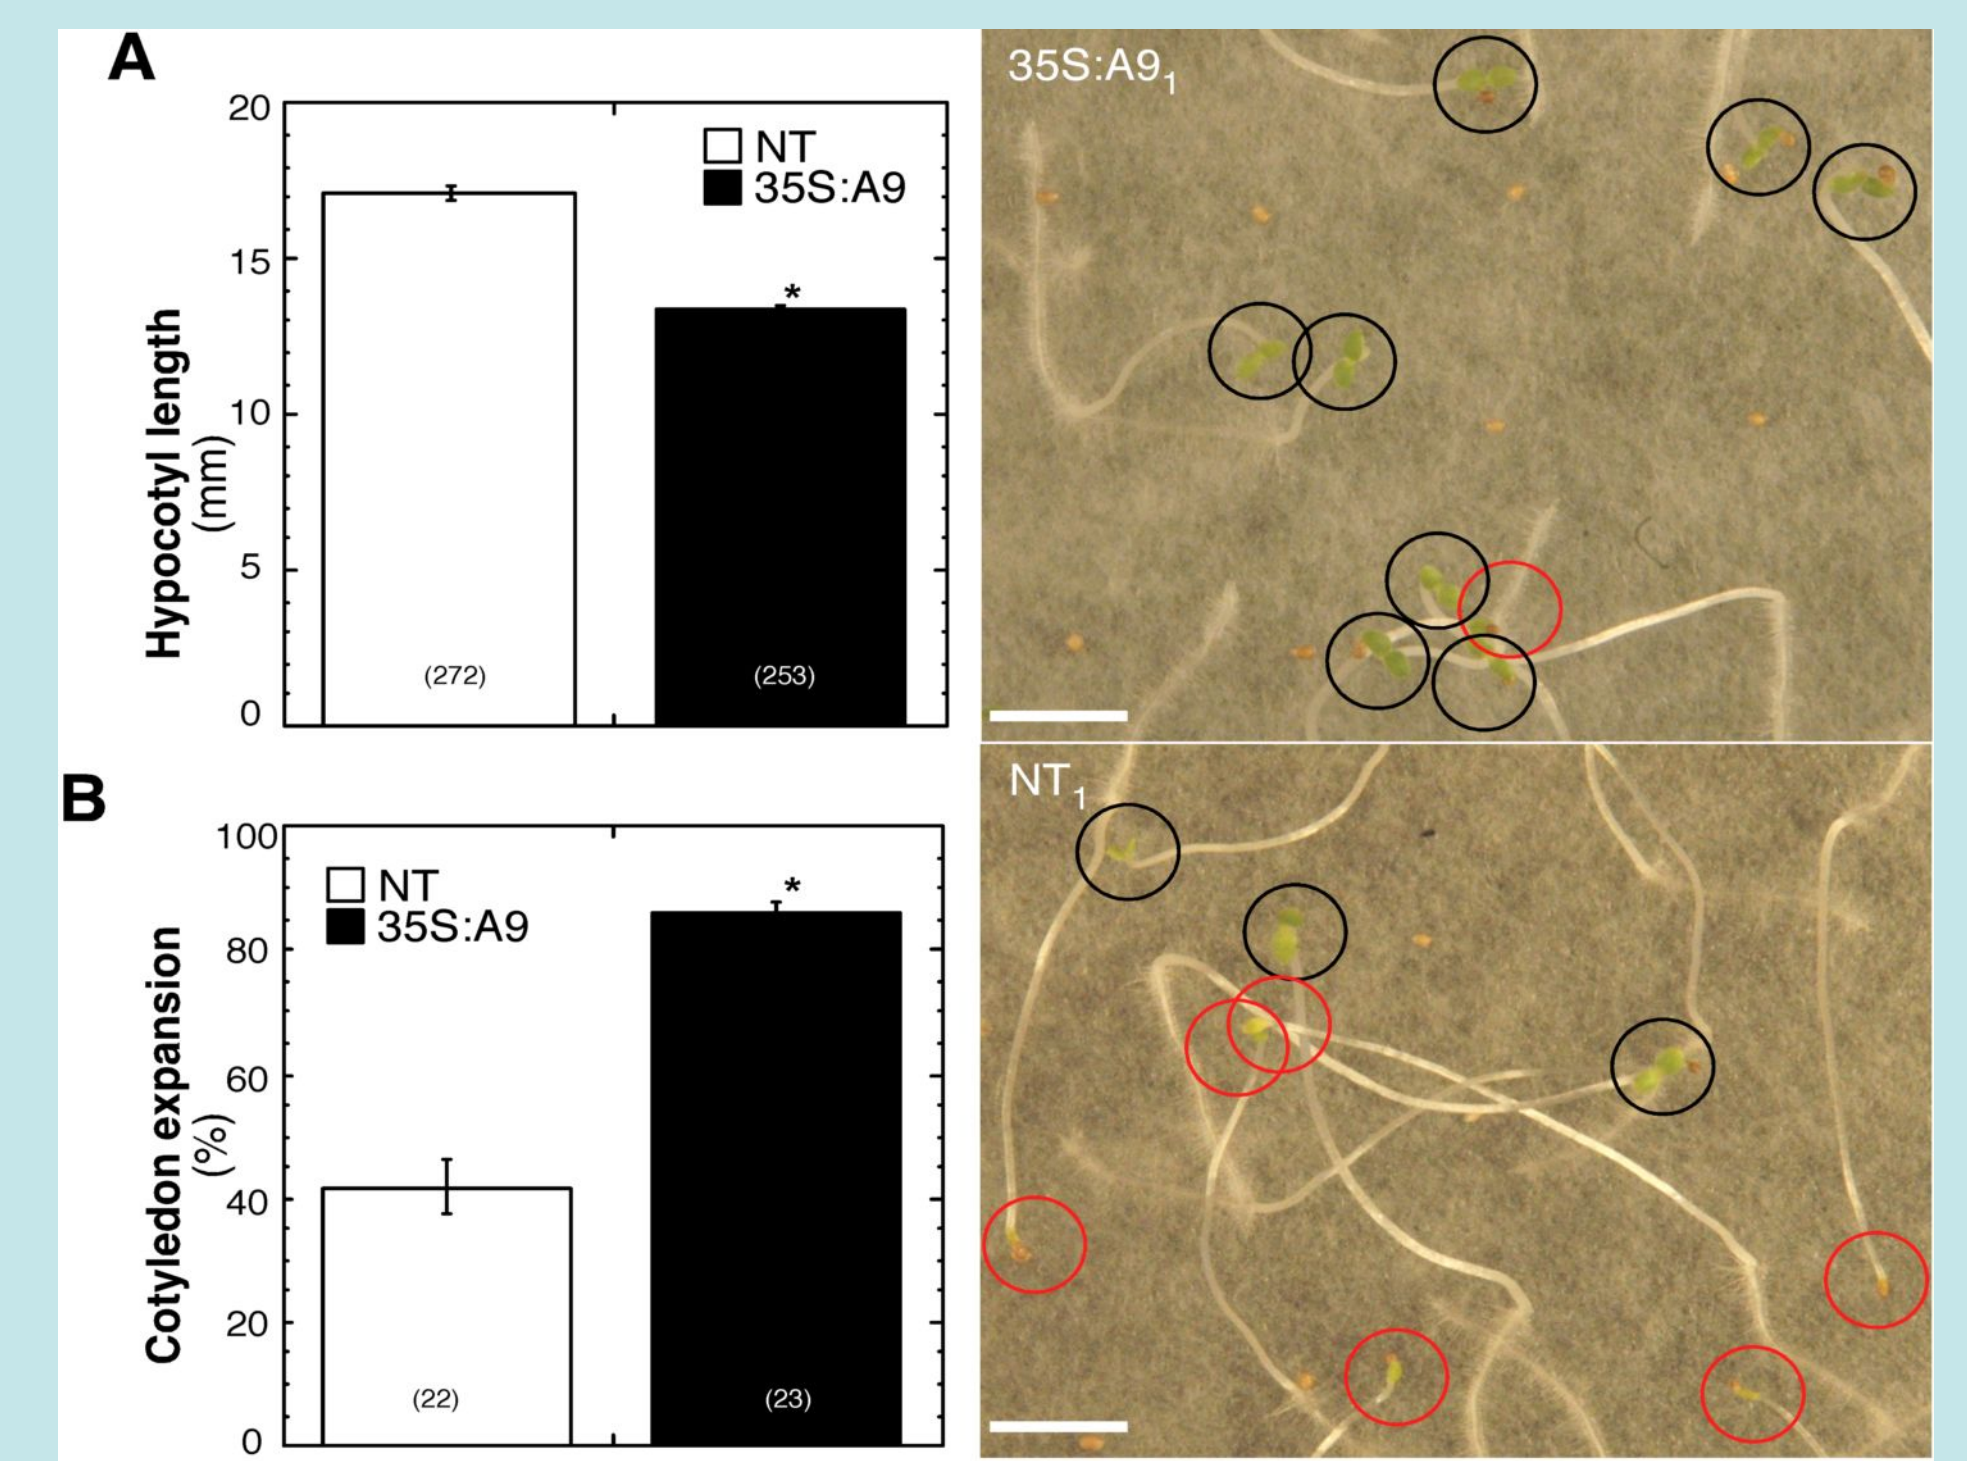 A
20
15
10
5
0
Hypocotyl length
(mm)
NT
35S:A9
*
(272)
(253)
35S:A9₁
B
100
80
60
40
20
0
Cotyledon expansion
(%)
NT
35S:A9
*
(22)
(23)
NT₁